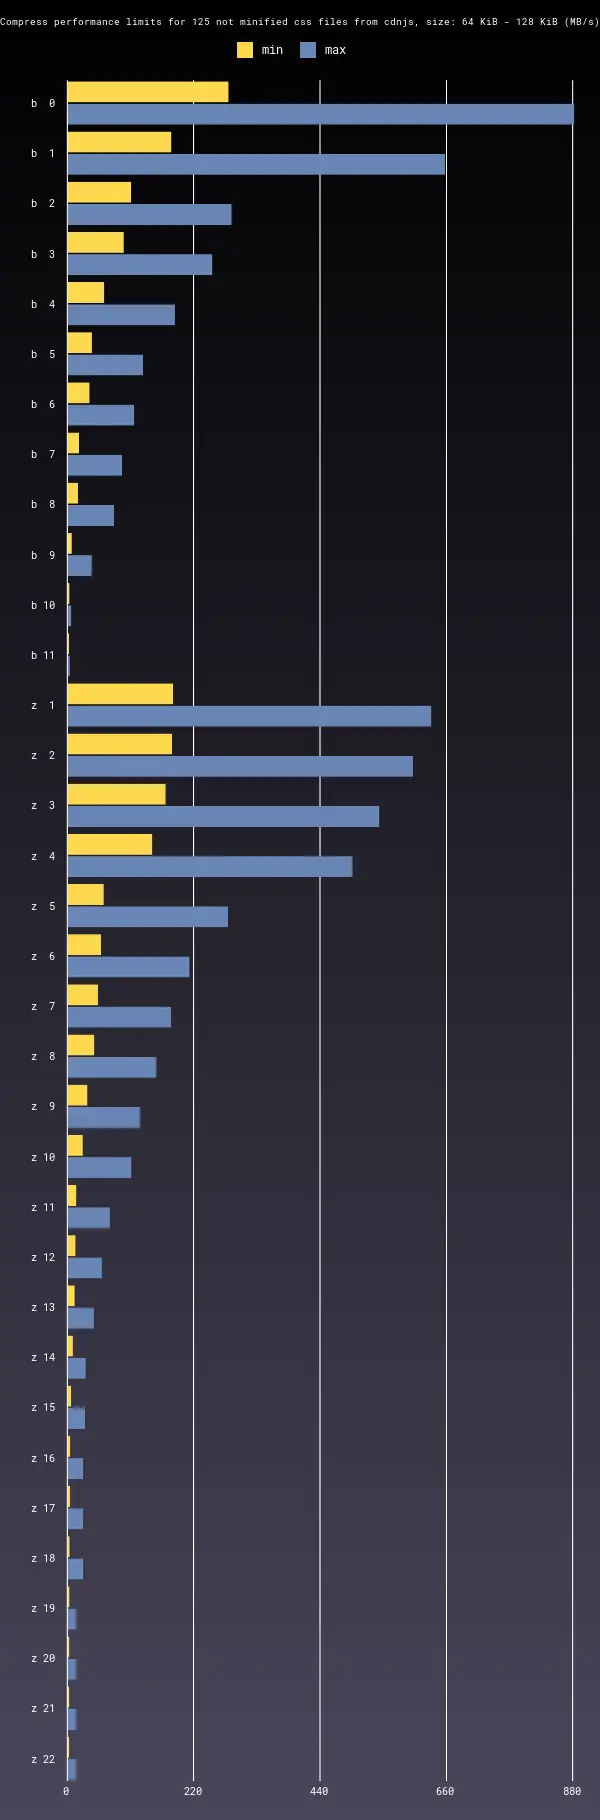 Compress performance limits for 125 not minified css files from cdnjs, size: 64 KiB - 128 KiB (MB/s)
min max
b 0
b 1
b 2
b 3
b 4
b 5
b 6
b 7
b 8
b 9
b 10
b 11
z 1
z 2
z 3
z 4
z 5
z 6
z 7
z 8
z 9
z 10
z 11
z 12
z 13
z 14
z 15
z 16
z 17
z 18
z 19
z 20
z 21
z 22
0 220 440 660 880